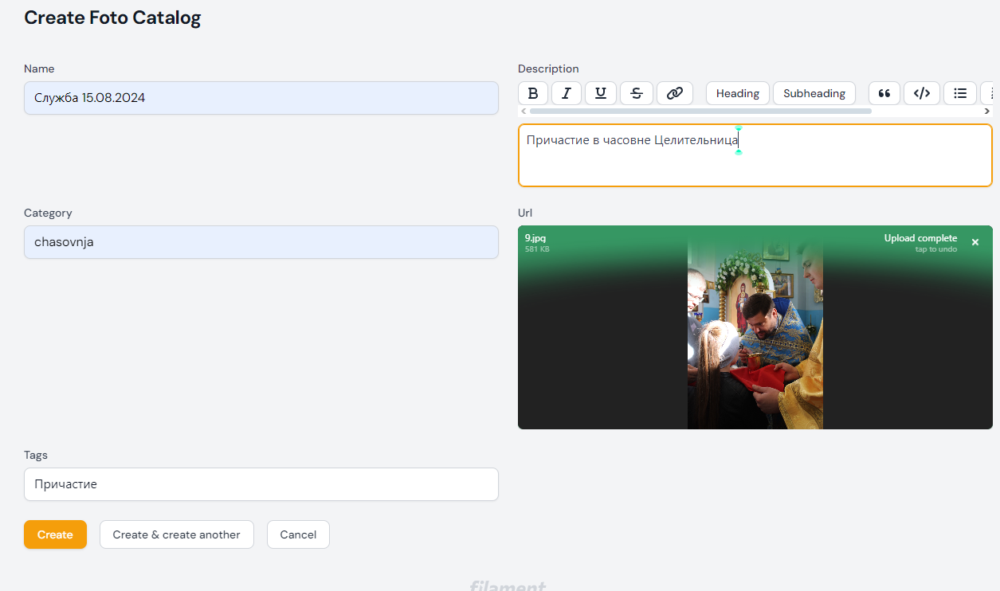 Create Foto Catalog
Name
Служба 15.08.2024
Description
B I U S Heading Subheading “ </>
Причастие в часовне Целительница
Category
chasovnja
Url
9.jpg
581 KB
Upload complete
tap to undo
Tags
Причастие
Create
Create & create another
Cancel
filament